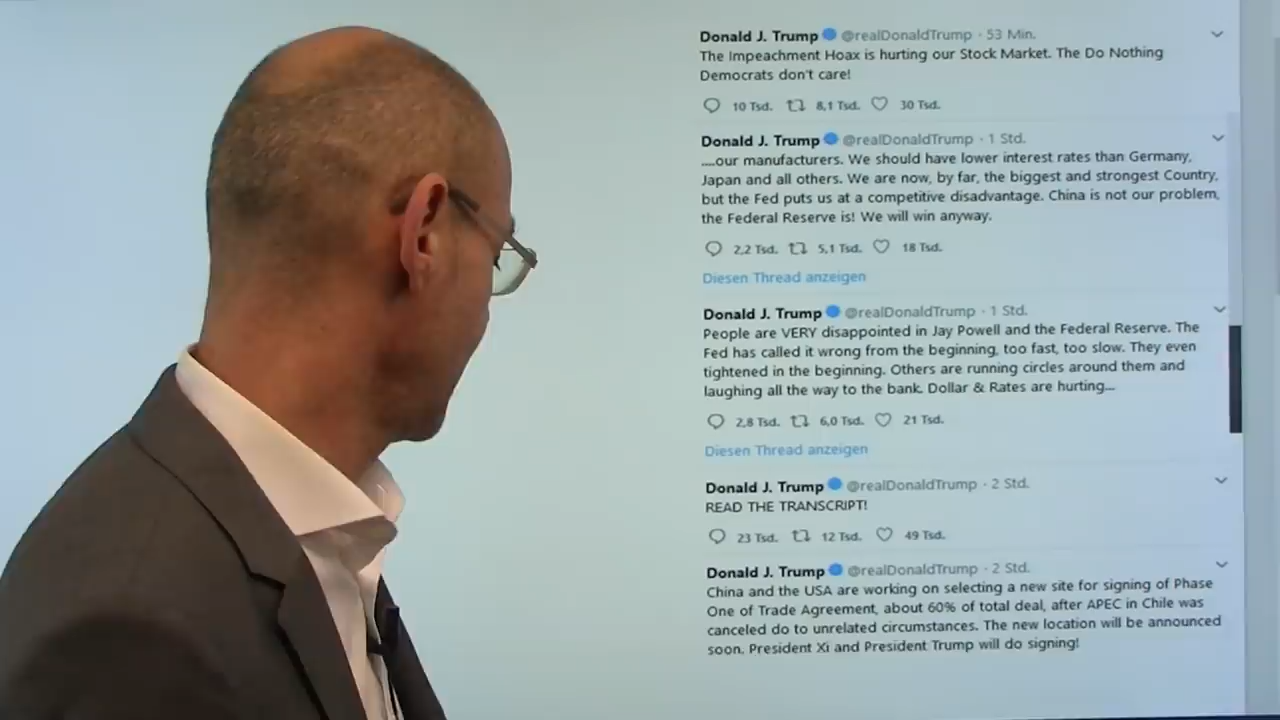 Donald J. Trump @realDonaldTrump · 53 Min.
The Impeachment Hoax is hurting our Stock Market. The Do Nothing
Democrats don't care!
10 Tsd. 8,1 Tsd. 30 Tsd.
Donald J. Trump @realDonaldTrump · 1 Std.
....our manufacturers. We should have lower interest rates than Germany,
Japan and all others. We are now, by far, the biggest and strongest Country,
but the Fed puts us at a competitive disadvantage. China is not our problem,
the Federal Reserve is! We will win anyway.
2,2 Tsd. 5,1 Tsd. 18 Tsd.
Diesen Thread anzeigen
Donald J. Trump @realDonaldTrump · 1 Std.
People are VERY disappointed in Jay Powell and the Federal Reserve. The
Fed has called it wrong from the beginning, too fast, too slow. They even
tightened in the beginning. Others are running circles around them and
laughing all the way to the bank. Dollar & Rates are hurting...
2,8 Tsd. 6,0 Tsd. 21 Tsd.
Diesen Thread anzeigen
Donald J. Trump @realDonaldTrump · 2 Std.
READ THE TRANSCRIPT!
23 Tsd. 12 Tsd. 49 Tsd.
Donald J. Trump @realDonaldTrump · 2 Std.
China and the USA are working on selecting a new site for signing of Phase
One of Trade Agreement, about 60% of total deal, after APEC in Chile was
canceled do to unrelated circumstances. The new location will be announced
soon. President Xi and President Trump will do signing!